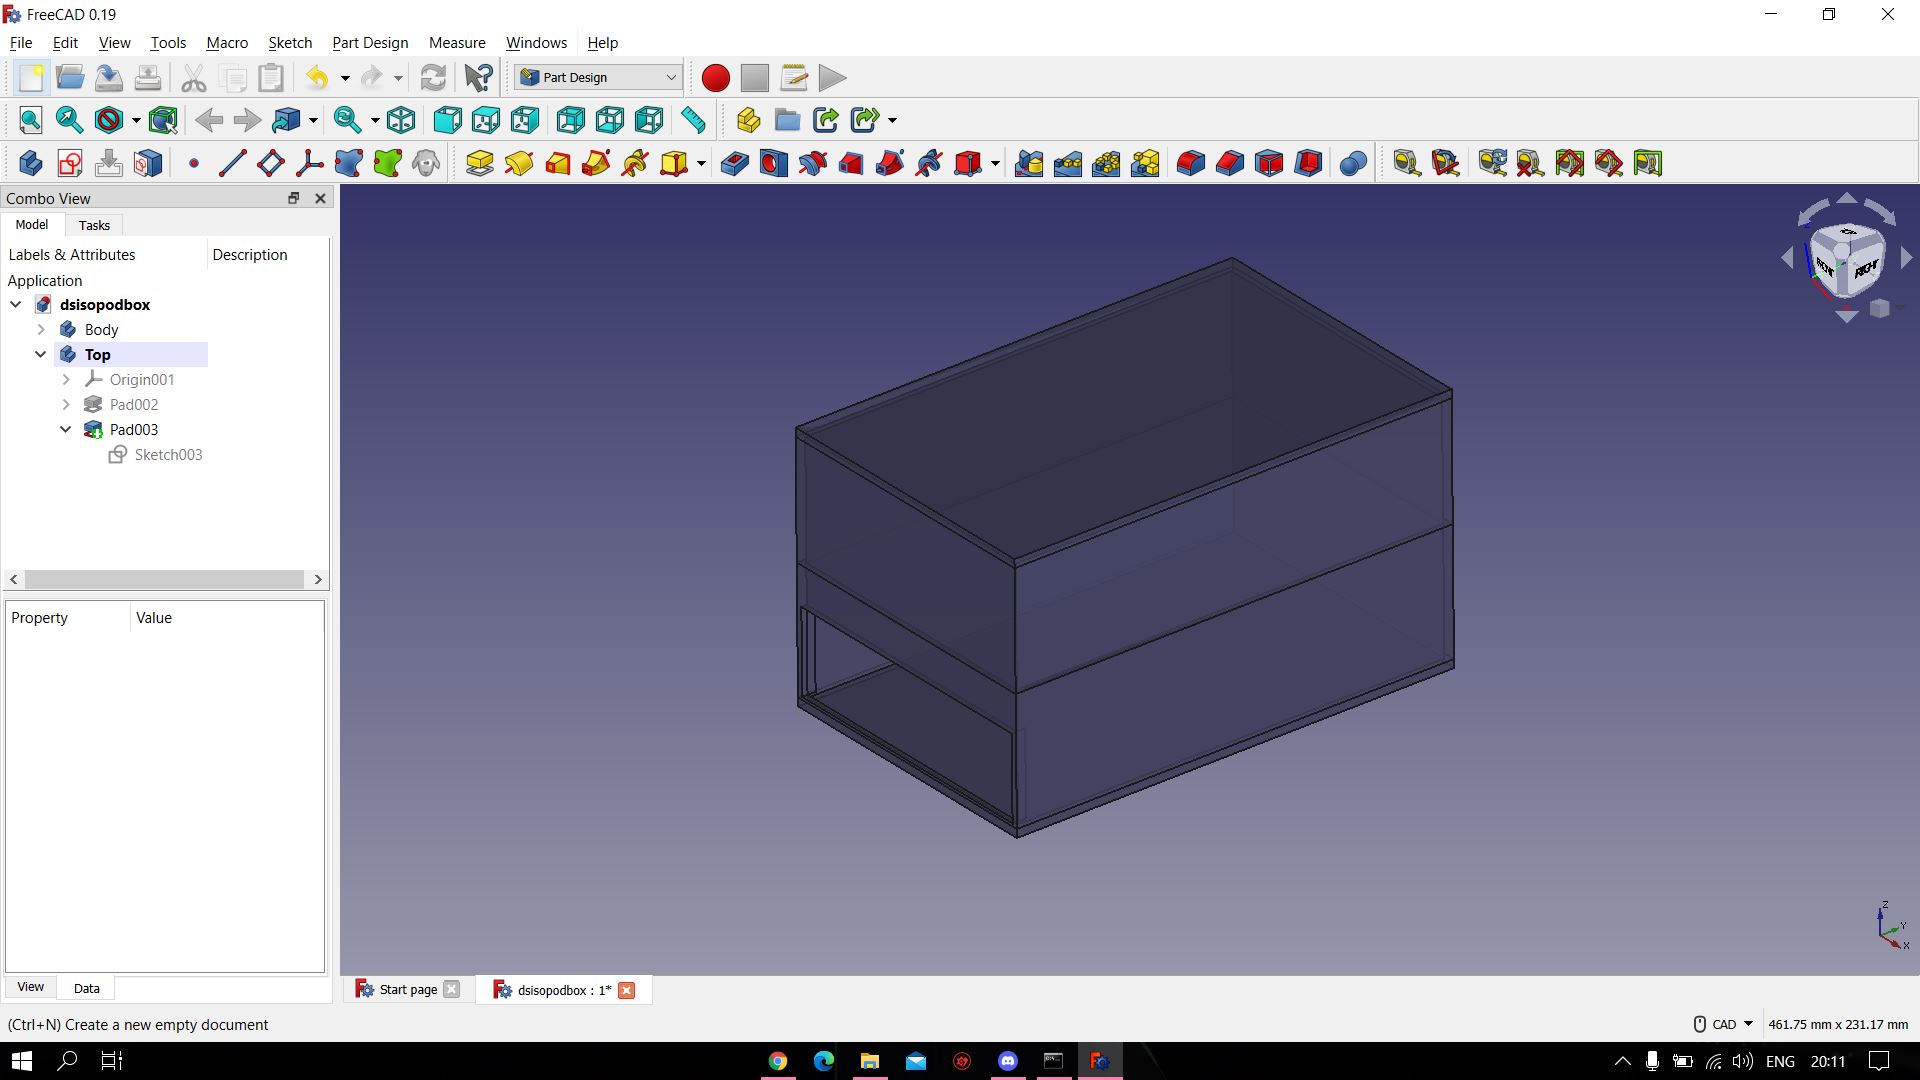 FreeCAD 0.19
File Edit View Tools Macro Sketch Part Design Measure Windows Help
Part Design
Combo View
Model Tasks
Labels & Attributes Description
Application
dsisopodbox
Body
Top
Origin001
Pad002
Pad003
Sketch003
RIGHT
Property Value
Z
Y
X
View Data
Start page dsisopodbox : 1*
(Ctrl+N) Create a new empty document
CAD 461.75 mm x 231.17 mm
ENG 20:11